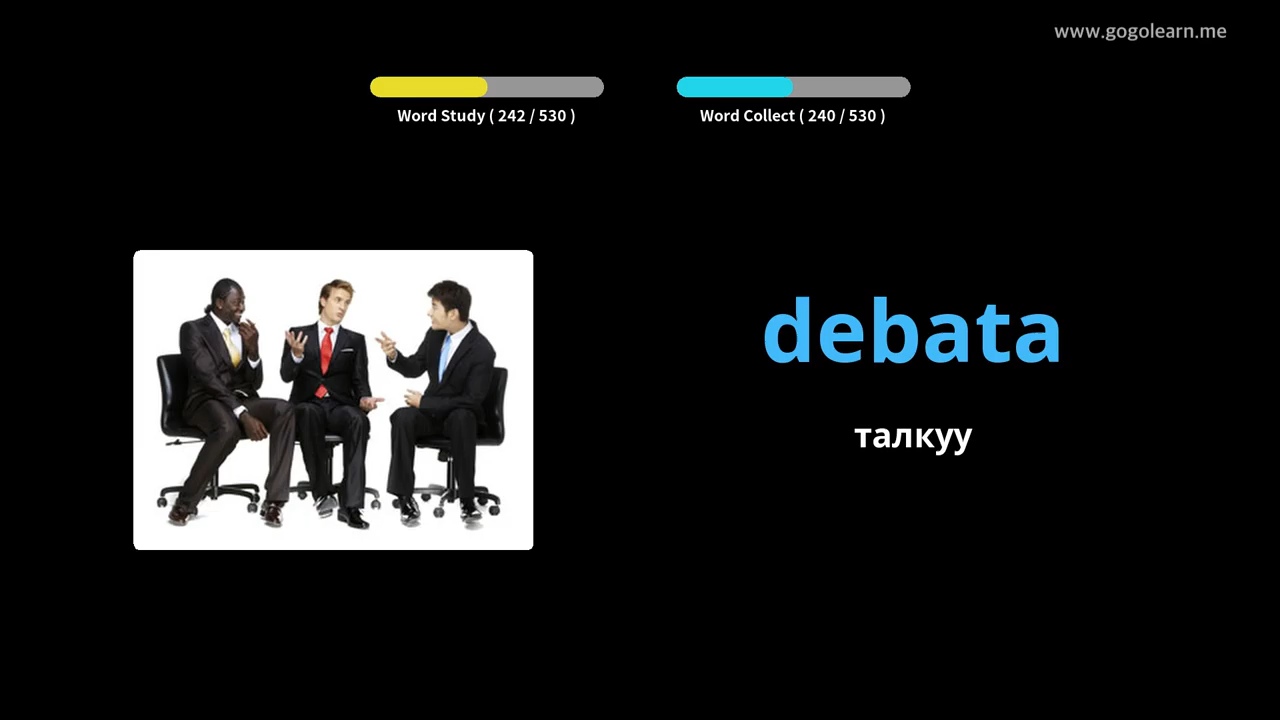 www.gogolearn.me
Word Study ( 242 / 530 )
Word Collect ( 240 / 530 )
debata
талкуу